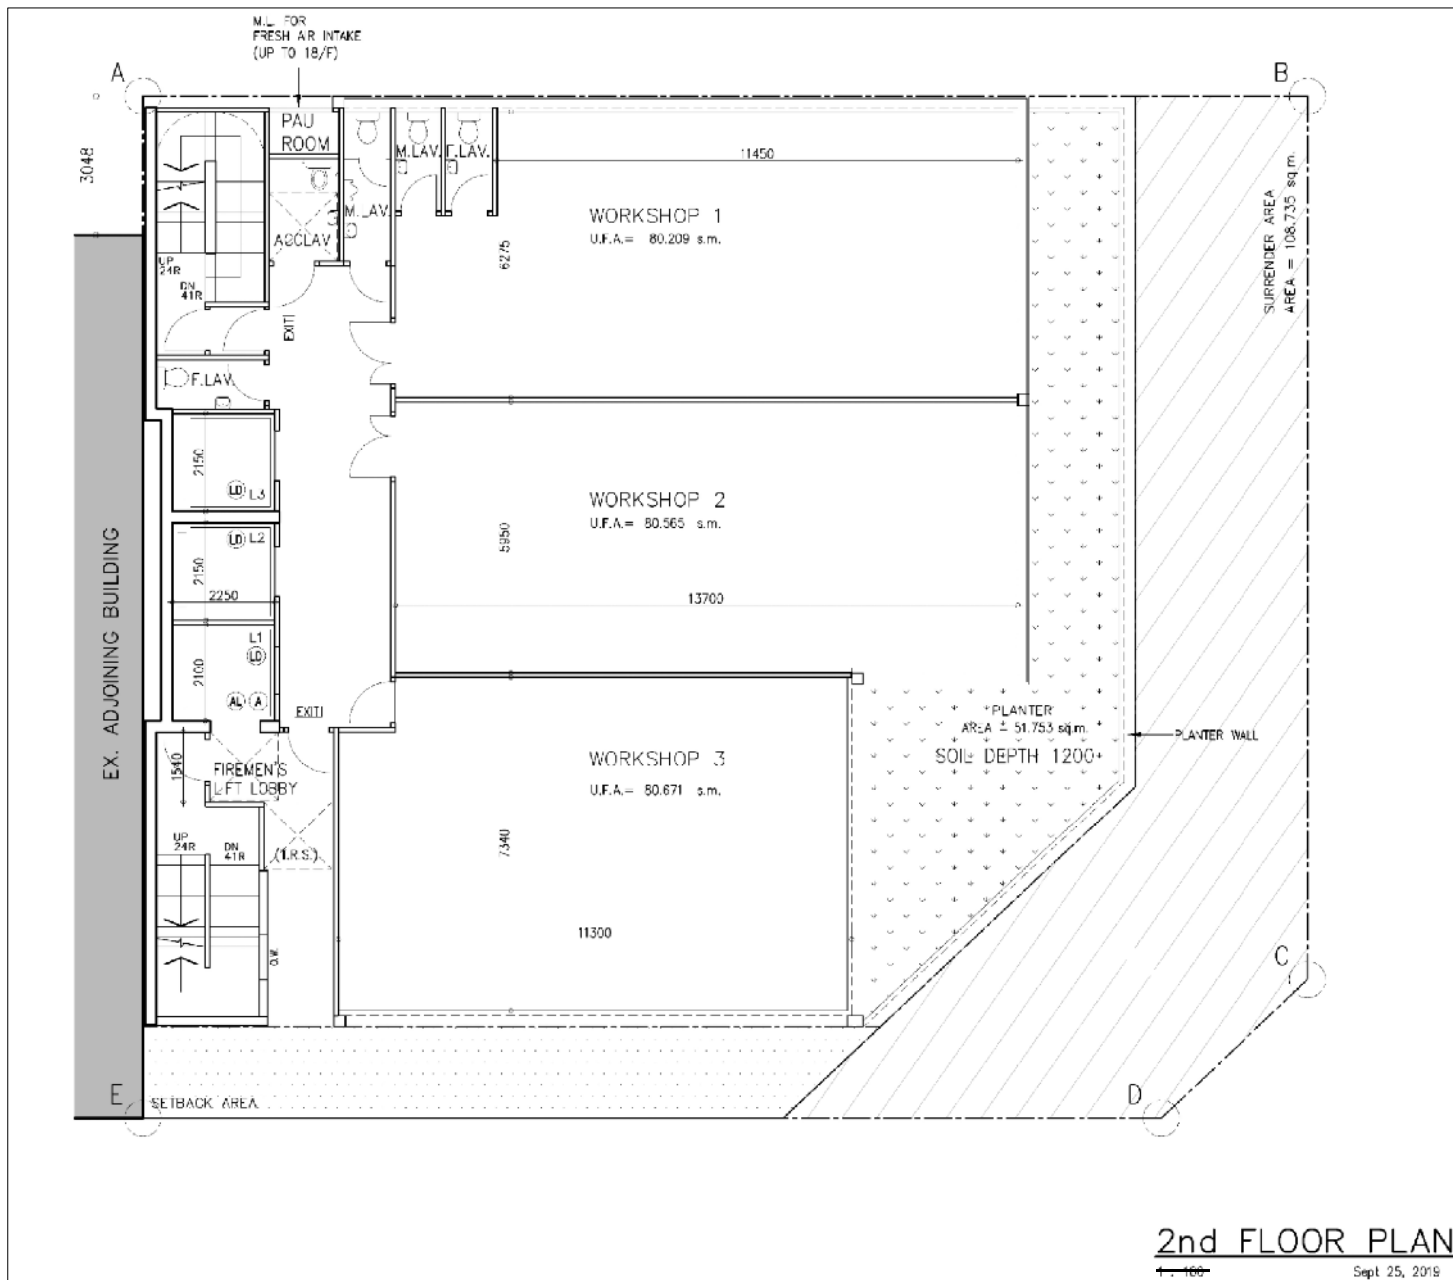 M.L. FOR
FRESH AIR INTAKE
(UP TO 18/F)
A
B
3048
PAU
ROOM
M.LAV.
F.LAV.
11450
M.LAV.
ACCLAV
WORKSHOP 1
U.F.A.= 80.209 s.m.
6275
SURRENDER AREA
AREA = 108.735 sq.m.
UP
24R
DN
41R
EXIT
F.LAV.
2150
LD L3
WORKSHOP 2
U.F.A.= 80.565 s.m.
5950
LD L2
2150
2250
13700
EX. ADJOINING BUILDING
L1
LD
2100
AL A
EXIT
PLANTER
AREA = 51.753 sq.m.
SOIL DEPTH 1200
PLANTER WALL
1540
FIREMEN'S
LIFT LOBBY
WORKSHOP 3
U.F.A.= 80.671 s.m.
7340
UP
24R
DN
41R
(T.R.S.)
11300
O.W.
C
E
SETBACK AREA
D
2nd FLOOR PLAN
1 : 100
Sept 25, 2019